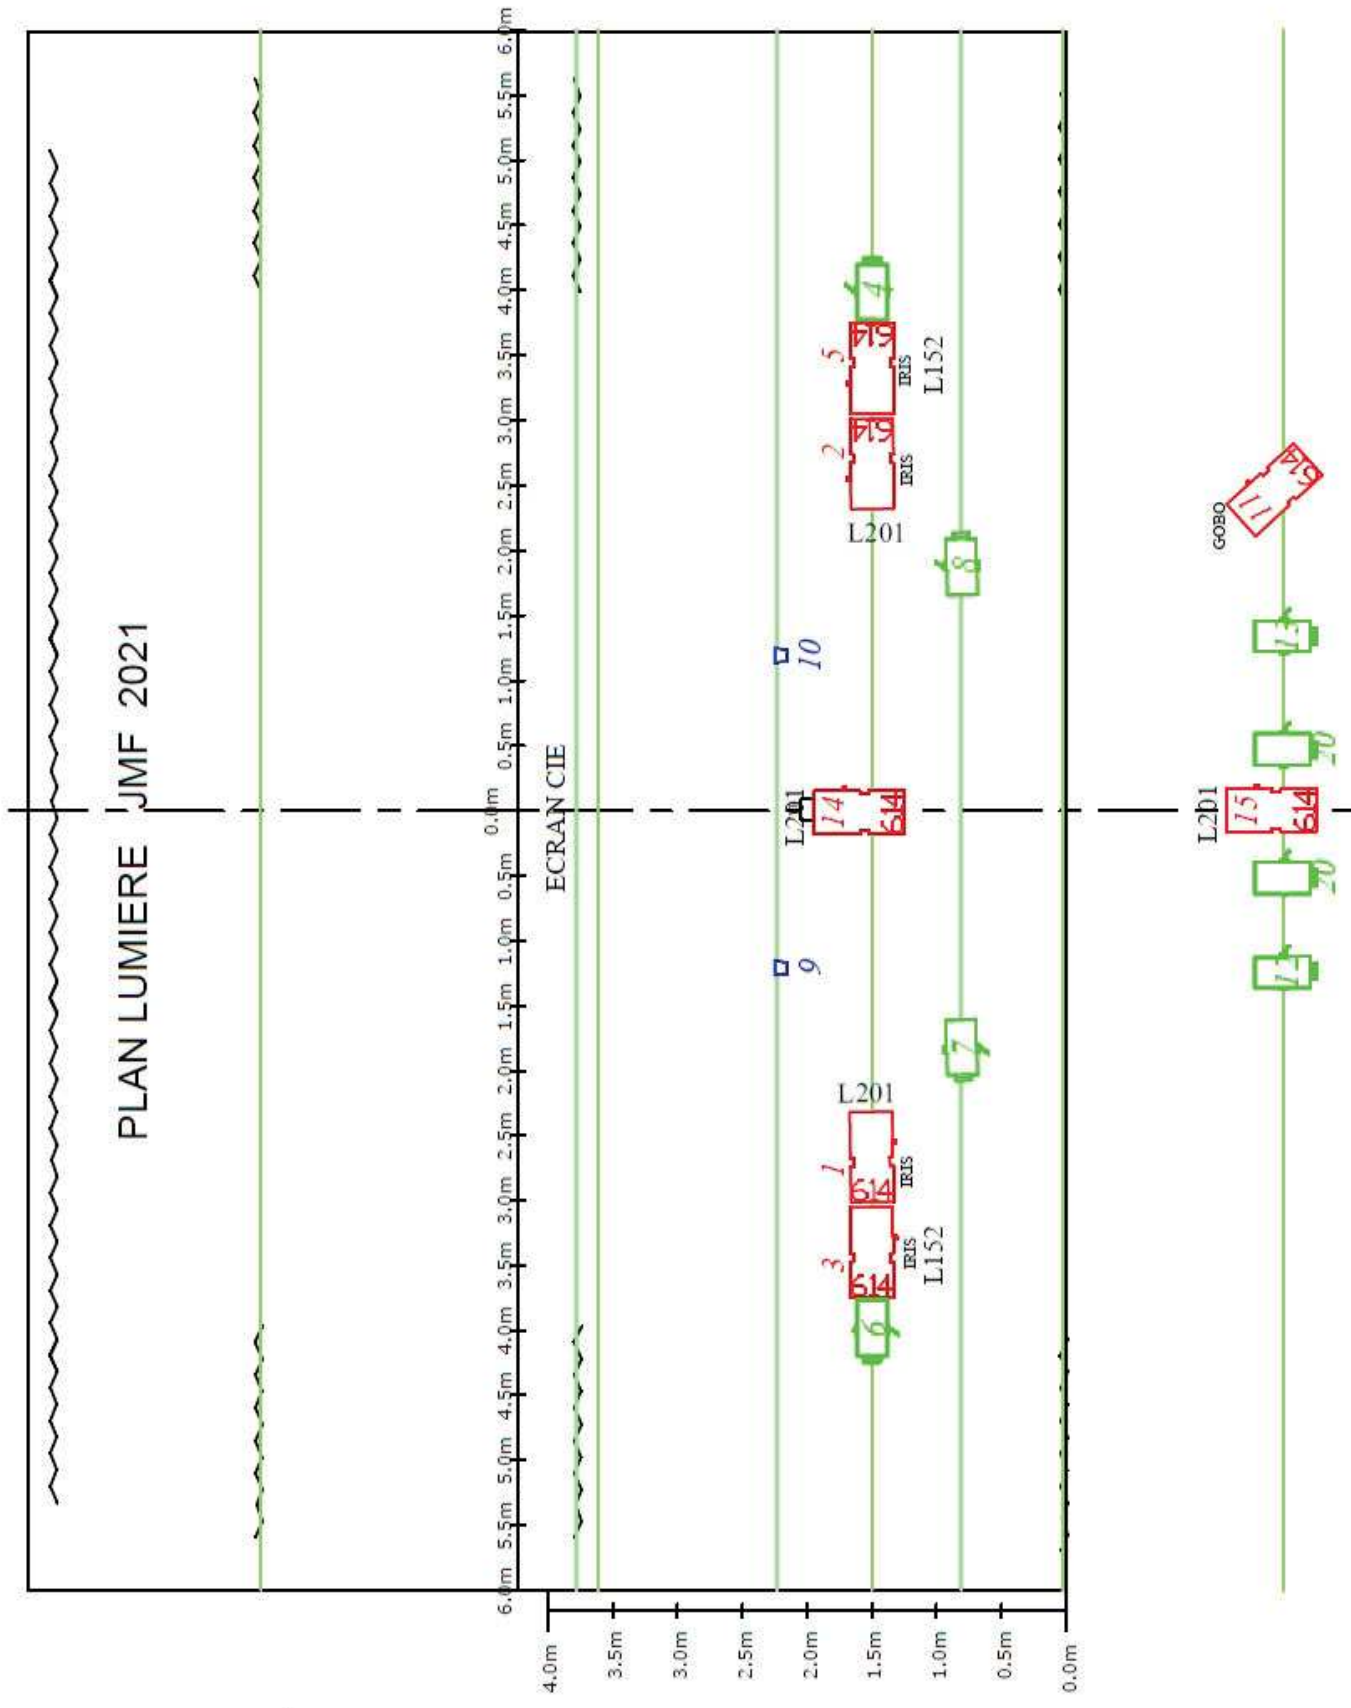 PLAN LUMIERE JMF 2021
6.0m 5.5m 5.0m 4.5m 4.0m 3.5m 3.0m 2.5m 2.0m 1.5m 1.0m 0.5m 0.0m 0.5m 1.0m 1.5m 2.0m 2.5m 3.0m 3.5m 4.0m 4.5m 5.0m 5.5m 6.0m
4.0m
ECRAN CIE
3.5m
3.0m
2.5m
2.0m
L201
9 10
3 1 14 2 5
6 614 614 L201 614 L201 614 614 4
IRIS IRIS IRIS IRIS
L152 L152
1.5m
1.0m
7 8
0.5m
0.0m
L201 GOBO
15 11
614 13 614
20 20